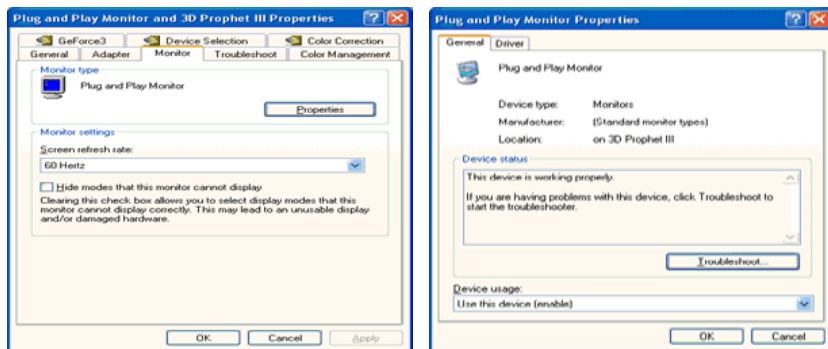 Plug and Play Monitor and 3D Prophet III Properties
GeForce3 Device Selection Color Correction
General Adapter Monitor Troubleshoot Color Management
Monitor type
Plug and Play Monitor
Properties
Monitor settings
Screen refresh rate:
60 Hertz
Hide modes that this monitor cannot display
Clearing this check box allows you to select display modes that this
monitor cannot display correctly. This may lead to an unusable display
and/or damaged hardware.
OK Cancel Apply
Plug and Play Monitor Properties
General Driver
Plug and Play Monitor
Device type: Monitors
Manufacturer: (Standard monitor types)
Location: on 3D Prophet III
Device status
This device is working properly.
If you are having problems with this device, click Troubleshoot to
start the troubleshooter.
Troubleshoot...
Device usage:
Use this device (enable)
OK Cancel